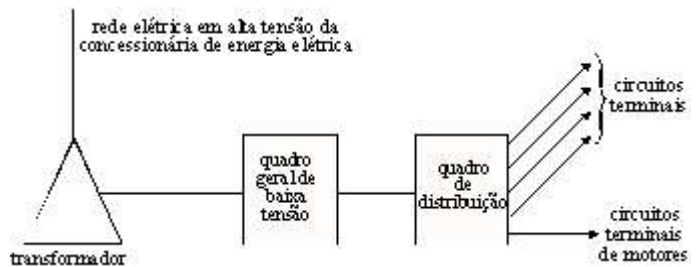 rede elétrica em alta tensão da
concessionária de energia elétrica
quadro
geral de
baixa
tensão
quadro
de
distribuição
circuitos
terminais
circuitos
terminais
de motores
transformador